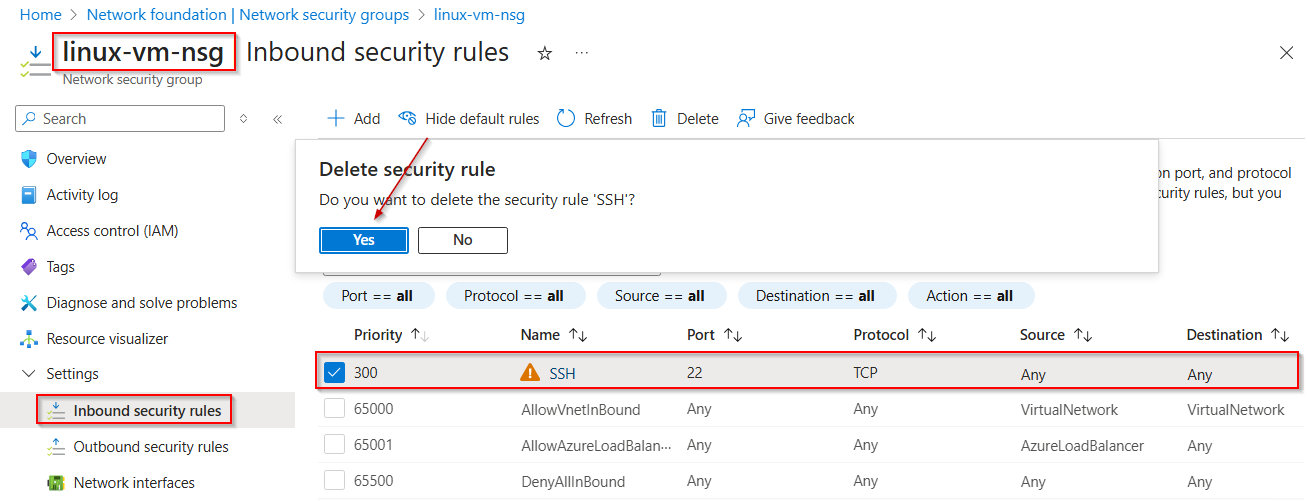 Home > Network foundation | Network security groups > linux-vm-nsg
linux-vm-nsg Inbound security rules
Network security group
Search
Add Hide default rules Refresh Delete Give feedback
Overview
Activity log
Access control (IAM)
Tags
Diagnose and solve problems
Resource visualizer
Settings
Inbound security rules
Outbound security rules
Network interfaces
Delete security rule
Do you want to delete the security rule 'SSH'?
Yes No
on port, and protocol
curity rules, but you
Port == all Protocol == all Source == all Destination == all Action == all
Priority Name Port Protocol Source Destination
300 SSH 22 TCP Any Any
65000 AllowVnetInBound Any Any VirtualNetwork VirtualNetwork
65001 AllowAzureLoadBalan... Any Any AzureLoadBalancer Any
65500 DenyAllInBound Any Any Any Any